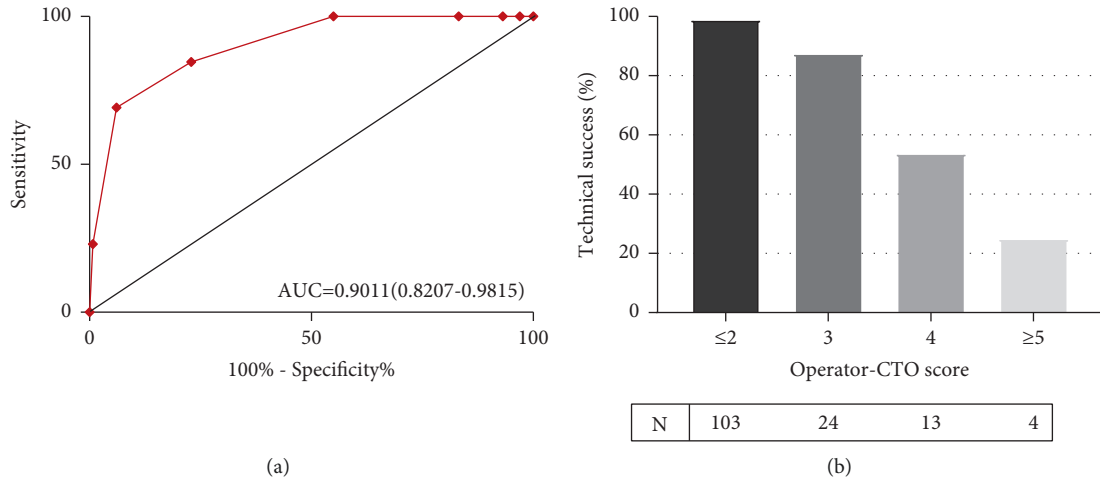 100
50
0
Sensitivity
AUC=0.9011(0.8207-0.9815)
0 50 100
100% - Specificity%
(a)
100
80
60
40
20
0
Technical success (%)
≤2 3 4 ≥5
Operator-CTO score
N 103 24 13 4
(b)